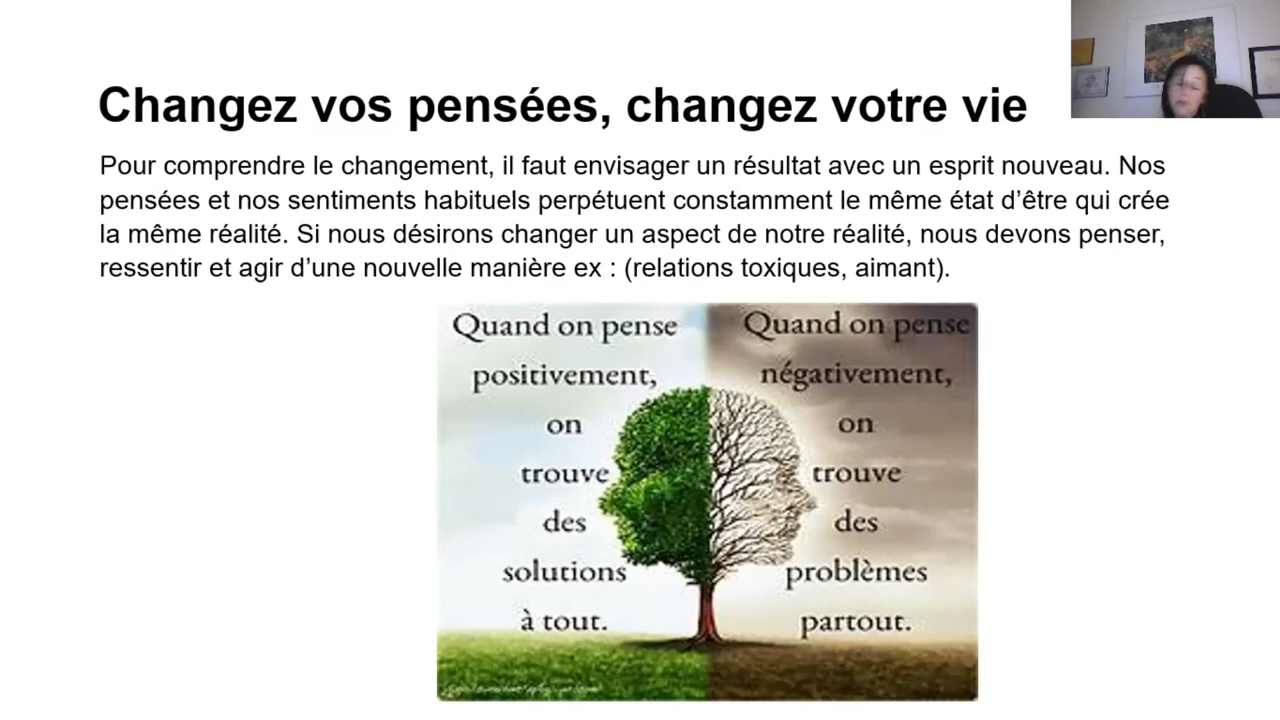 Changez vos pensées, changez votre vie
Pour comprendre le changement, il faut envisager un résultat avec un esprit nouveau. Nos
pensées et nos sentiments habituels perpétuent constamment le même état d’être qui crée
la même réalité. Si nous désirons changer un aspect de notre réalité, nous devons penser,
ressentir et agir d’une nouvelle manière ex : (relations toxiques, aimant).
Quand on pense
positivement,
on
trouve
des
solutions
à tout.
Quand on pense
négativement,
on
trouve
des
problèmes
partout.